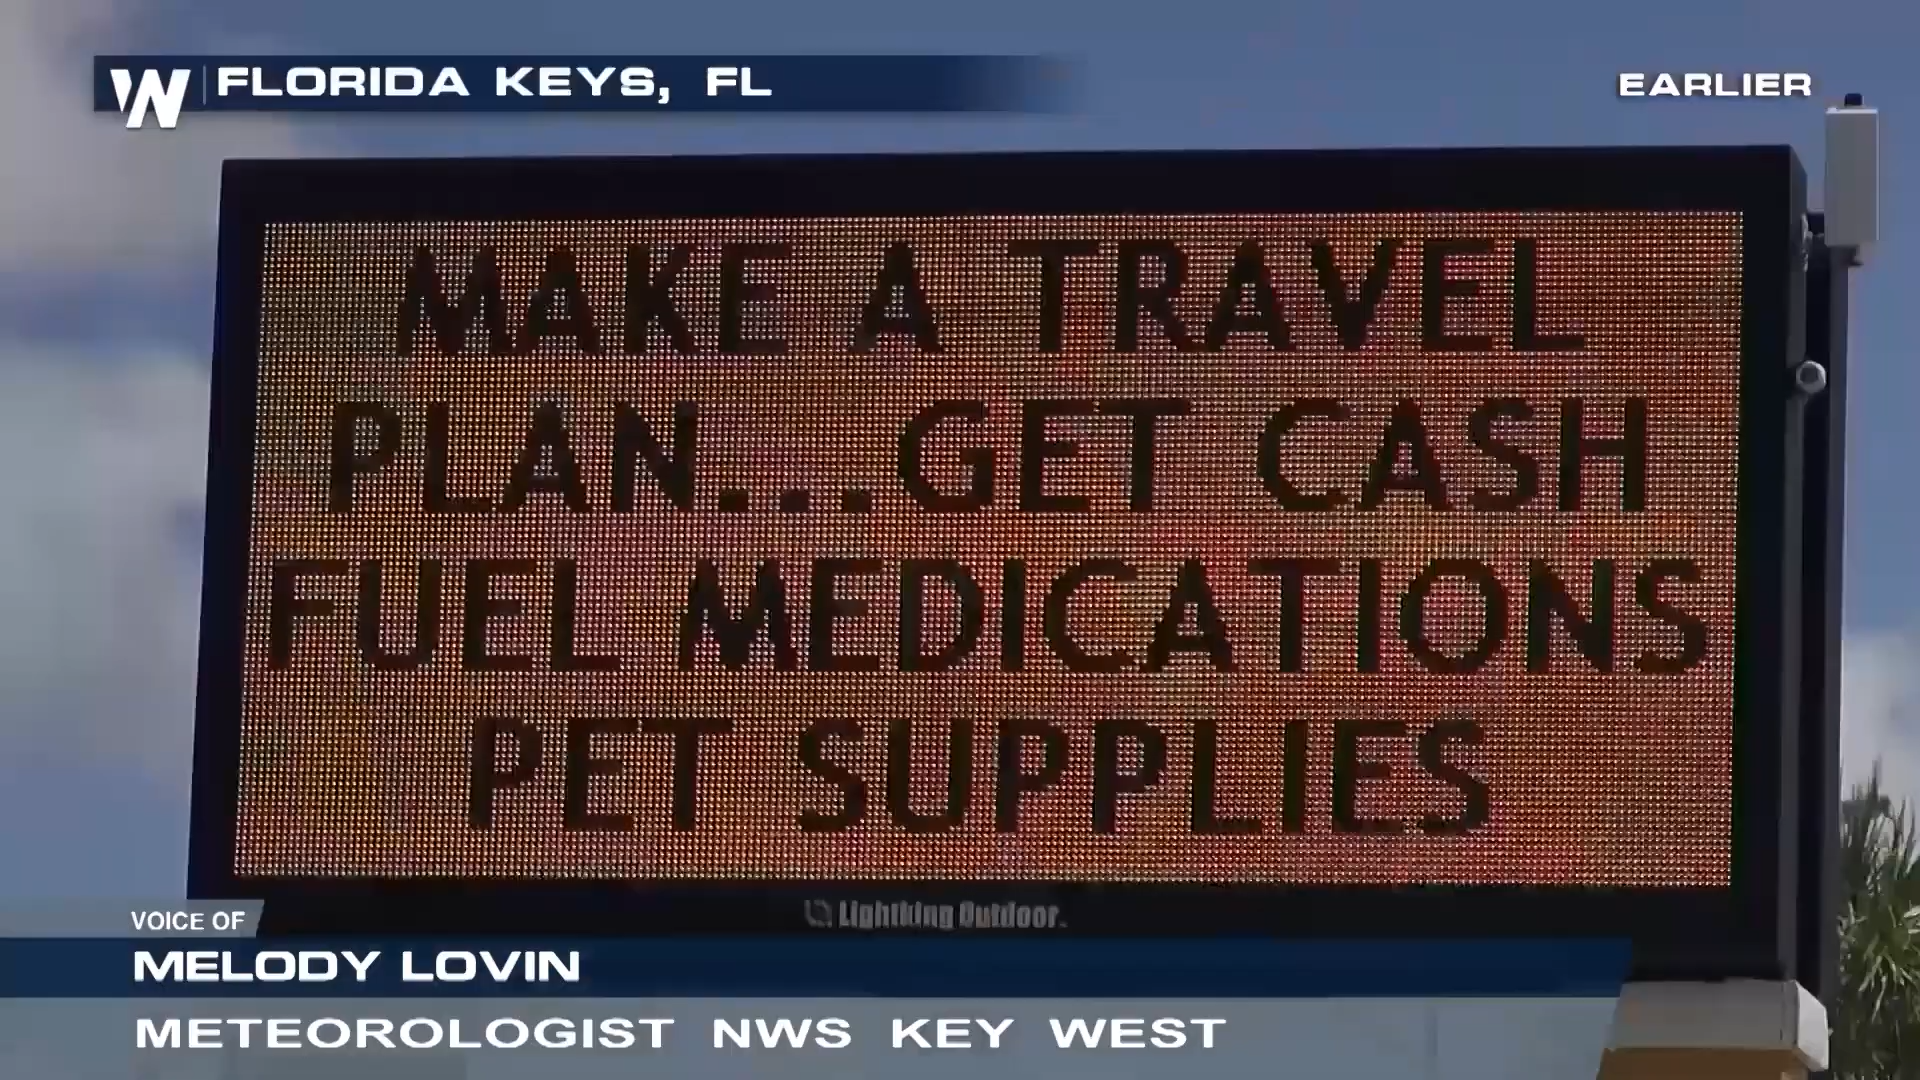 W FLORIDA KEYS, FL
EARLIER
MAKE A TRAVEL
PLAN...GET CASH
FUEL MEDICATIONS
PET SUPPLIES
Lightking Outdoor.
VOICE OF
MELODY LOVIN
METEOROLOGIST NWS KEY WEST